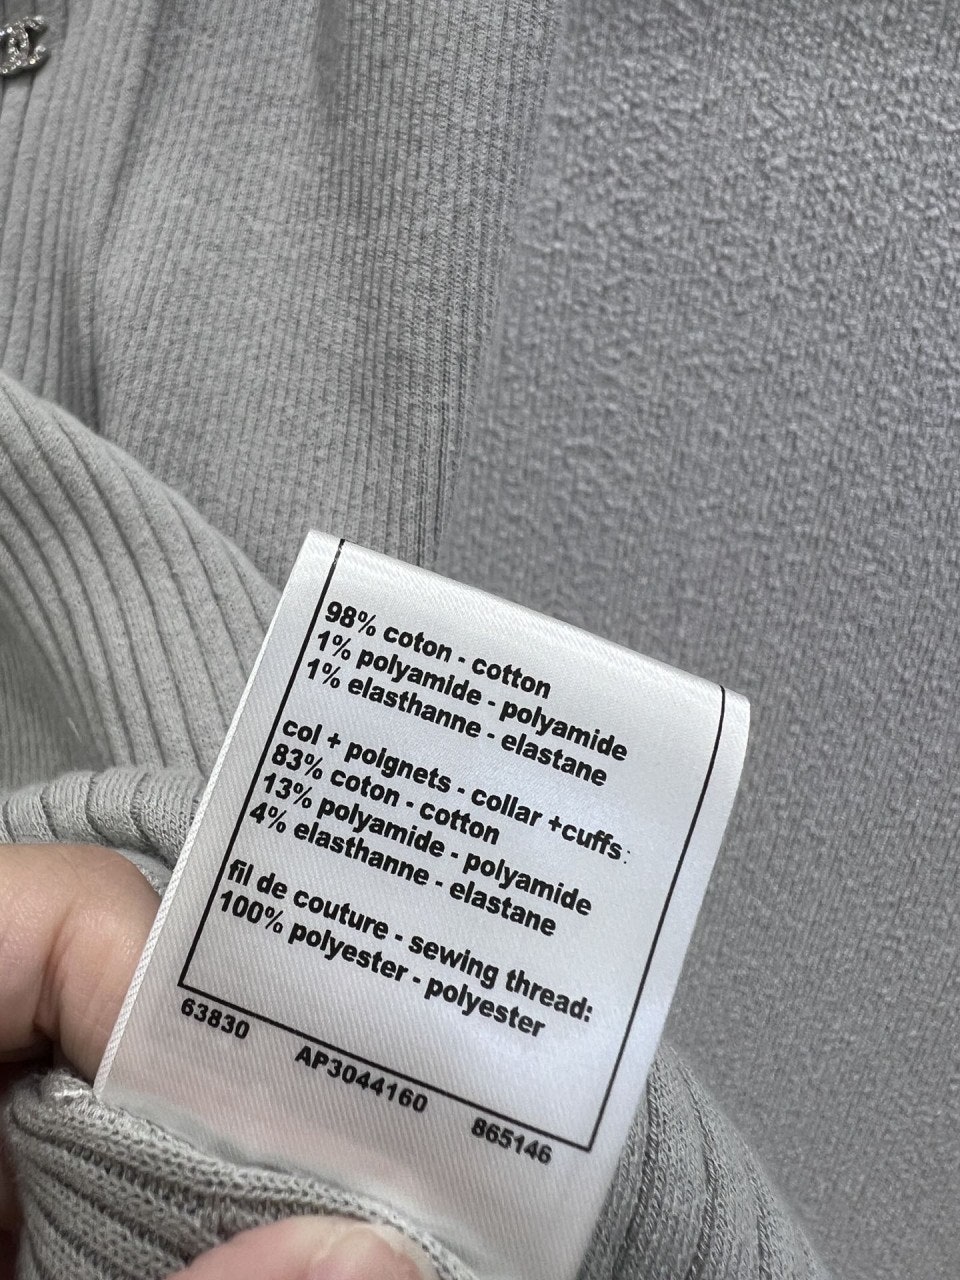 98% coton - cotton
1% polyamide - polyamide
1% elasthanne - elastane
col + poignets - collar +cuffs:
83% coton - cotton
13% polyamide - polyamide
4% elasthanne - elastane
fil de couture - sewing thread:
100% polyester - polyester
63830 AP3044160 865146